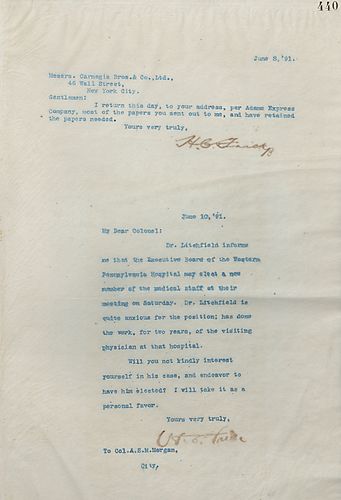 440
June 8,'91.
Messrs. Carnegie Bros.& Co.,Ltd.,
46 Wall Street,
New York City.
Gentlemen:
I return this day, to your address, per Adams Express
Company, most of the papers you sent out to me, and have retained
the papers needed.
Yours very truly,
H.C. Frick
June 10,'91.
My Dear Colonel:
Dr. Litchfield informs
me that the Executive Board of the Western
Pennsylvania Hospital may elect a new
number of the medical staff at their
meeting on Saturday. Dr. Litchfield is
quite anxious for the position; has done
the work, for two years, of the visiting
physician at that hospital.
Will you not kindly interest
yourself in his case, and endeavor to
have him elected? I will take it as a
personal favor.
Yours very truly,
H.C. Frick
To Col.A.S.M.Morgan,
City.